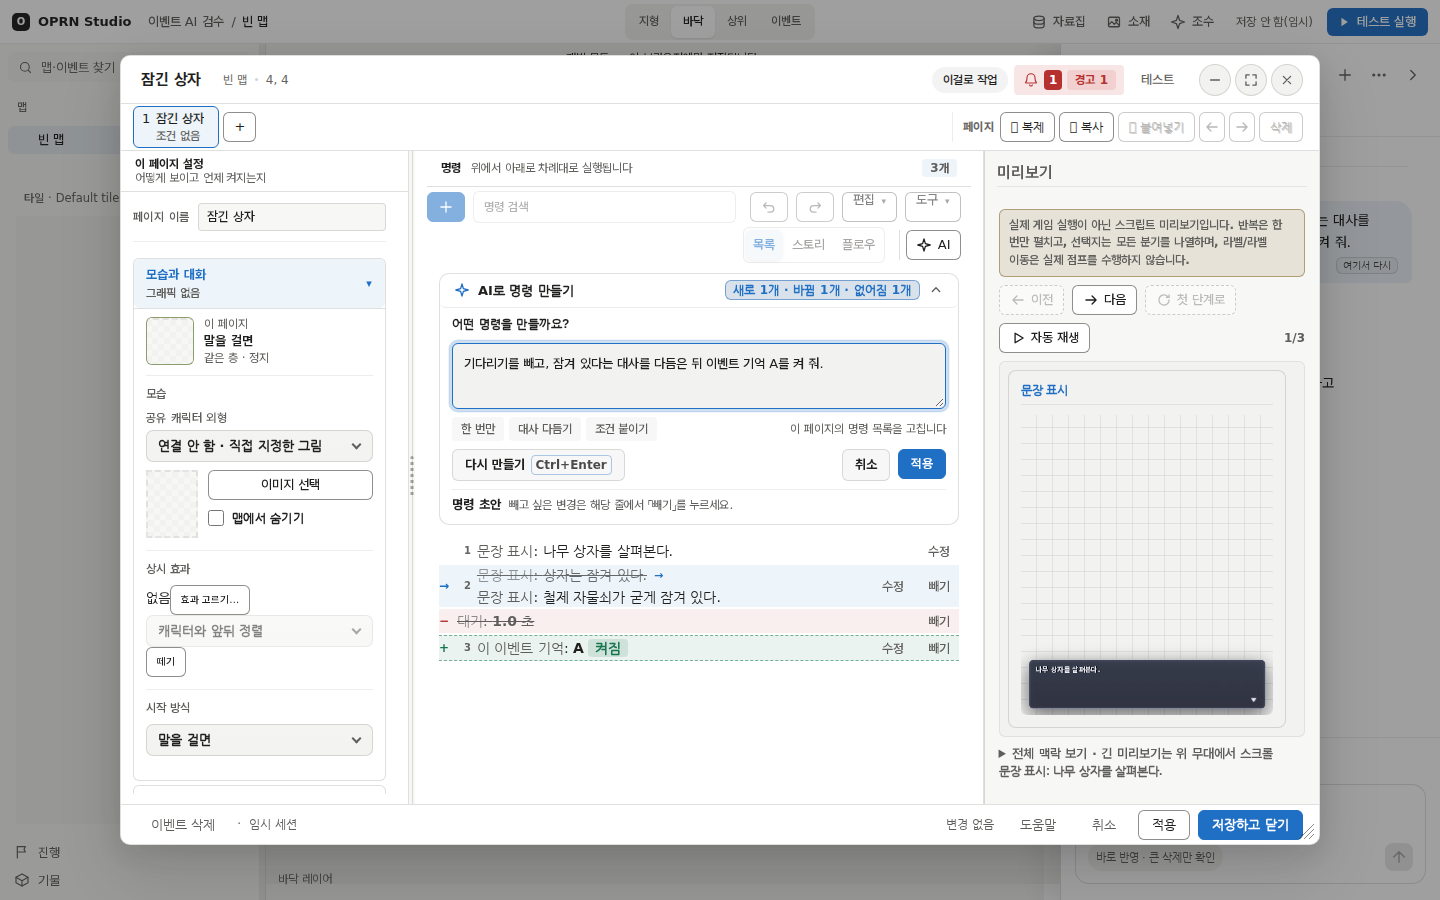 O OPRN Studio 이벤트 AI 검수 / 빈 맵
지형 바닥 상위 이벤트
자료집 소재 조수 저장 안 함(임시) 테스트 실행
맵·이벤트 찾기
맵
빈 맵
타일 · Default tile
진행
기물
바닥 레이어
는 대사를
켜 줘.
여기서 다시
바로 반영 · 큰 삭제만 확인
잠긴 상자 빈 맵 · 4, 4
이걸로 작업 1 경고 1 테스트
1 잠긴 상자
조건 없음
+
페이지 복제 복사 붙여넣기 ← → 삭제
이 페이지 설정
어떻게 보이고 언제 켜지는지
페이지 이름 잠긴 상자
모습과 대화
그래픽 없음
이 페이지
말을 걸면
같은 층 · 정지
모습
공유 캐릭터 외형
연결 안 함 · 직접 지정한 그림
이미지 선택
맵에서 숨기기
상시 효과
없음 효과 고르기...
캐릭터와 앞뒤 정렬
떼기
시작 방식
말을 걸면
명령 위에서 아래로 차례대로 실행됩니다 3개
+ 명령 검색 편집 도구
목록 스토리 플로우 AI
AI로 명령 만들기 새로 1개 · 바뀜 1개 · 없어짐 1개
어떤 명령을 만들까요?
기다리기를 빼고, 잠겨 있다는 대사를 다듬은 뒤 이벤트 기억 A를 켜 줘.
한 번만 대사 다듬기 조건 붙이기 이 페이지의 명령 목록을 고칩니다
다시 만들기 Ctrl+Enter 취소 적용
명령 초안 빼고 싶은 변경은 해당 줄에서 「빼기」를 누르세요.
1 문장 표시: 나무 상자를 살펴본다. 수정
→ 2 문장 표시: 상자는 잠겨 있다. →
문장 표시: 철제 자물쇠가 굳게 잠겨 있다. 수정 빼기
− 대기: 1.0 초 빼기
+ 3 이 이벤트 기억: A 켜짐 수정 빼기
미리보기
실제 게임 실행이 아닌 스크립트 미리보기입니다. 반복은 한
번만 펼치고, 선택지는 모든 분기를 나열하며, 라벨/라벨
이동은 실제 점프를 수행하지 않습니다.
← 이전 → 다음 첫 단계로
자동 재생 1/3
문장 표시
나무 상자를 살펴본다.
▶ 전체 맥락 보기 · 긴 미리보기는 위 무대에서 스크롤
문장 표시: 나무 상자를 살펴본다.
이벤트 삭제 · 임시 세션
변경 없음 도움말 취소 적용 저장하고 닫기